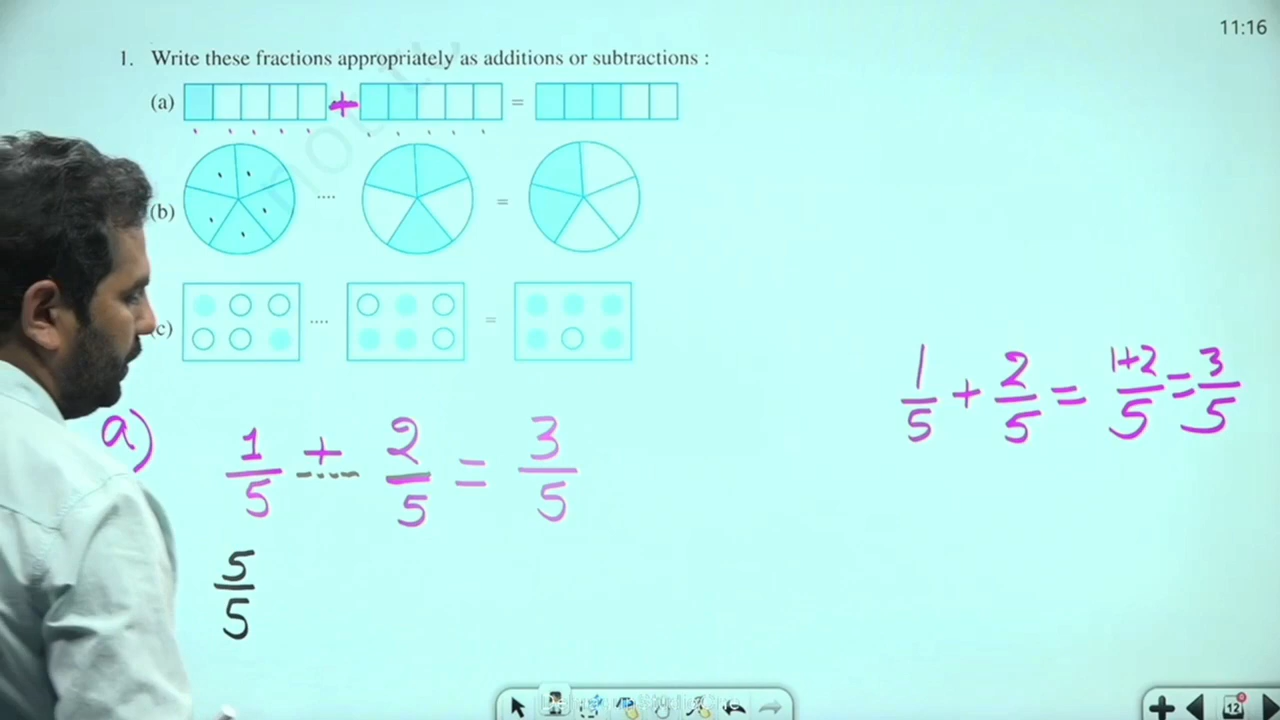 11:16
1. Write these fractions appropriately as additions or subtractions :
(a) + =
(b) .... =
(c) .... =
a) 1/5 + 2/5 = 3/5
1/5 + 2/5 = 1+2/5 = 3/5
5/5
12